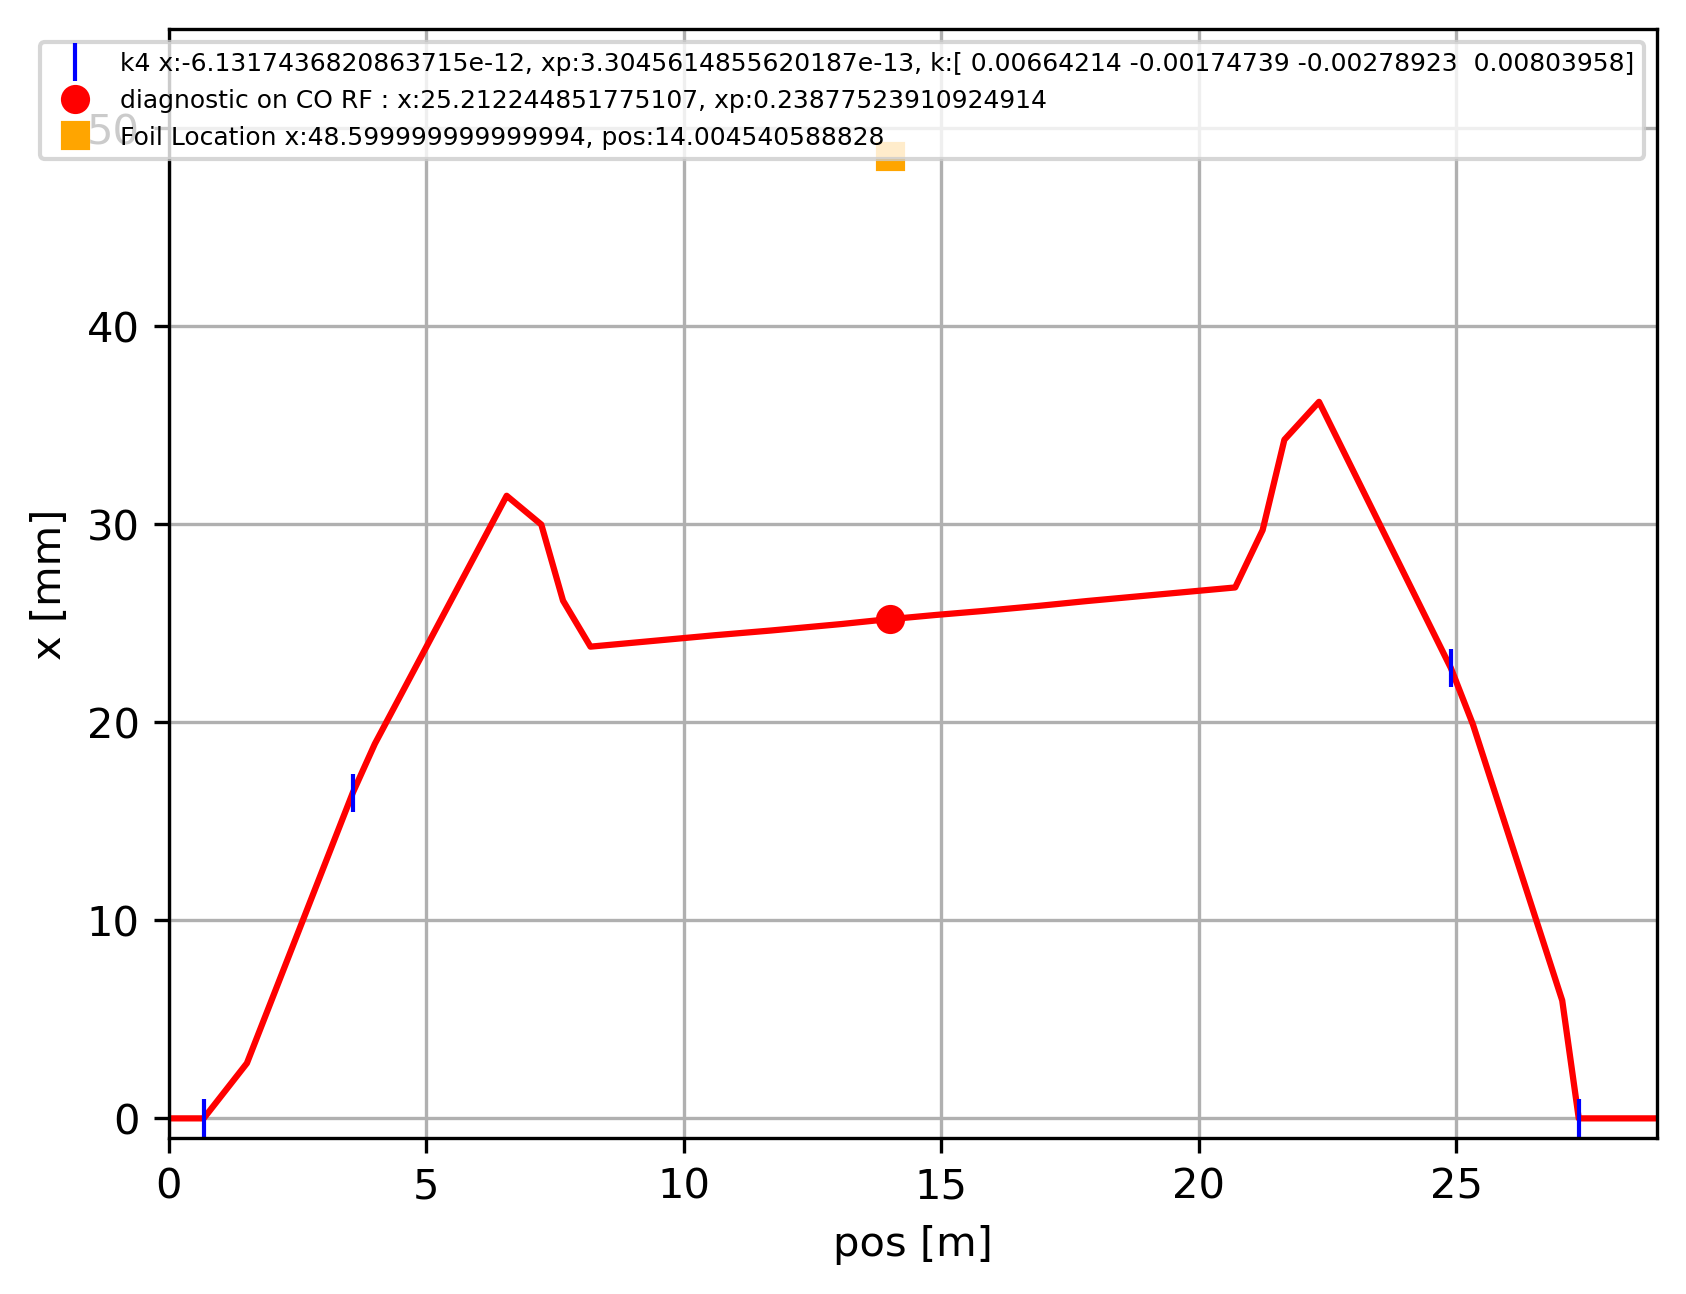 k4 x:-6.1317436820863715e-12, xp:3.3045614855620187e-13, k:[ 0.00664214 -0.00174739 -0.00278923  0.00803958]
diagnostic on CO RF : x:25.212244851775107, xp:0.23877523910924914
Foil Location x:48.599999999999994, pos:14.004540588828
50
40
30
20
10
0
x [mm]
0 5 10 15 20 25
pos [m]